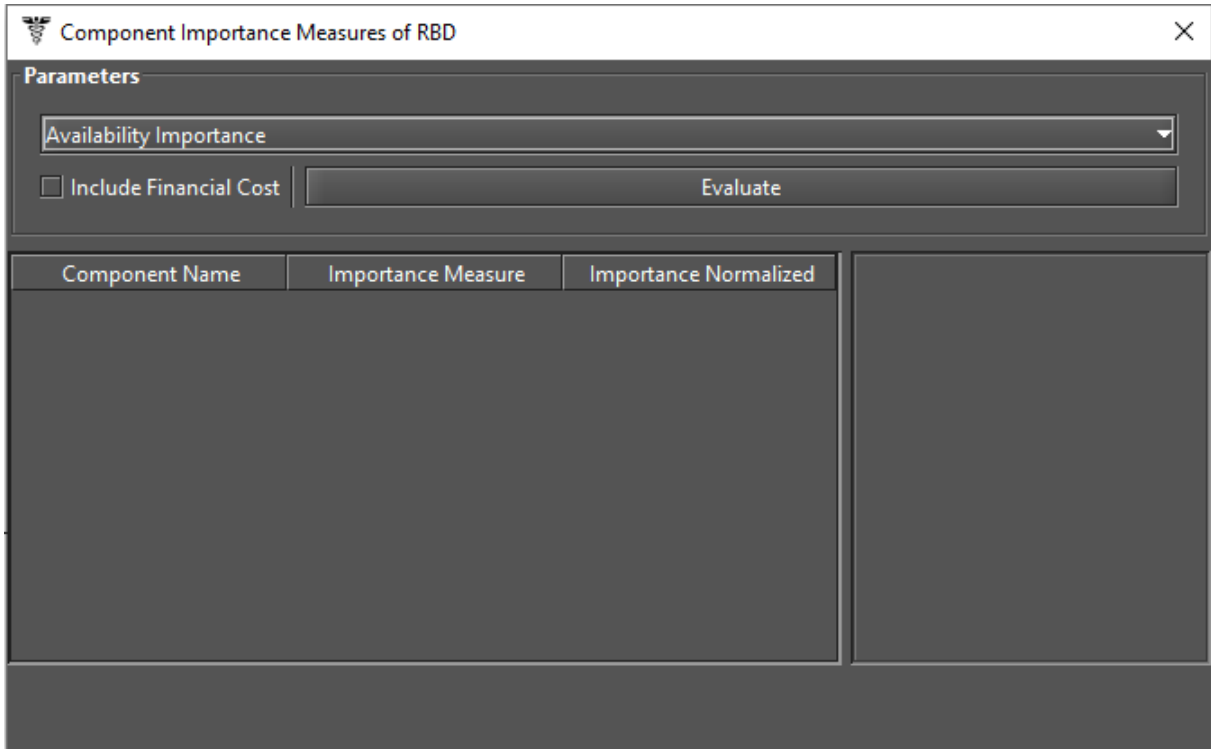 Component Importance Measures of RBD
Parameters
Availability Importance
Include Financial Cost
Evaluate
Component Name
Importance Measure
Importance Normalized